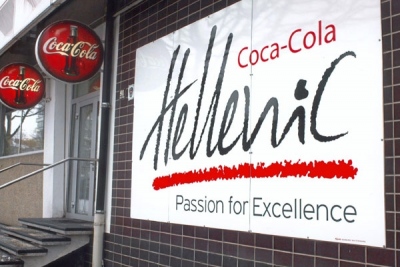 Coca-Cola
Coca-Cola
Coca-Cola
Hellenic
Passion for Excellence